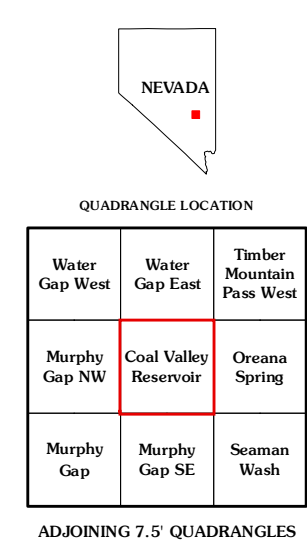 NEVADA
QUADRANGLE LOCATION
Water
Gap West
Water
Gap East
Timber
Mountain
Pass West
Murphy
Gap NW
Coal Valley
Reservoir
Oreana
Spring
Murphy
Gap
Murphy
Gap SE
Seaman
Wash
ADJOINING 7.5' QUADRANGLES